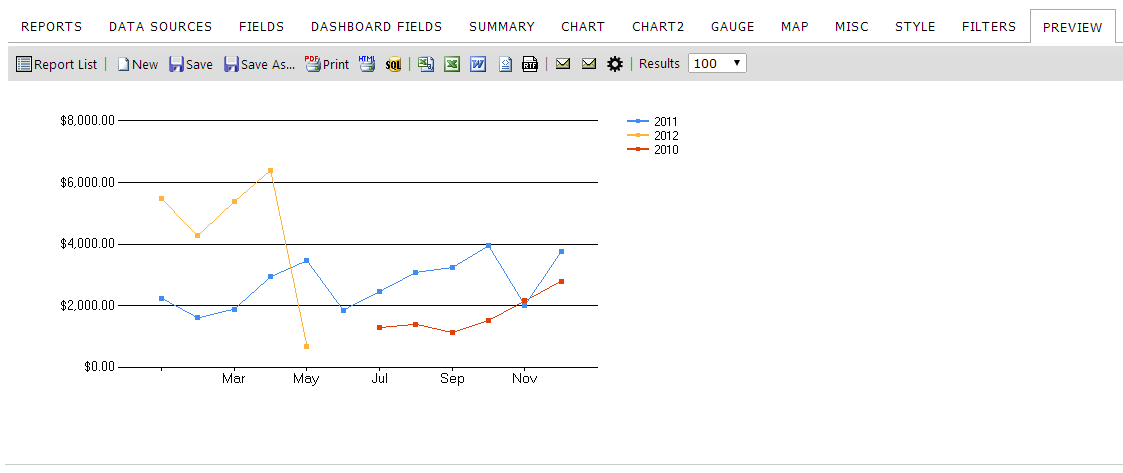 REPORTS DATA SOURCES FIELDS DASHBOARD FIELDS SUMMARY CHART CHART2 GAUGE MAP MISC STYLE FILTERS PREVIEW
Report List New Save Save As... PDF Print HTML SQL RTF Results 100
$8,000.00
$6,000.00
$4,000.00
$2,000.00
$0.00
Mar May Jul Sep Nov
2011
2012
2010